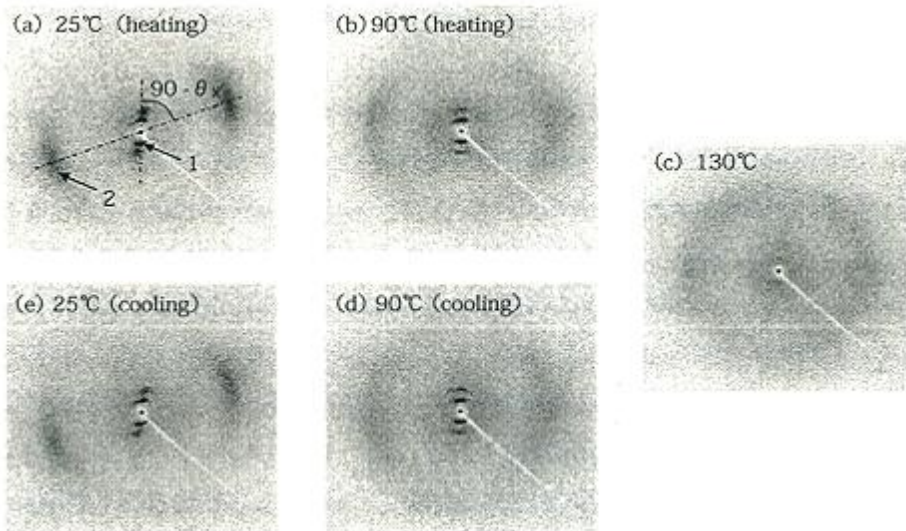 (a) 25℃ (heating)
90 - θ
1
2
(b) 90℃ (heating)
(c) 130℃
(e) 25℃ (cooling)
(d) 90℃ (cooling)